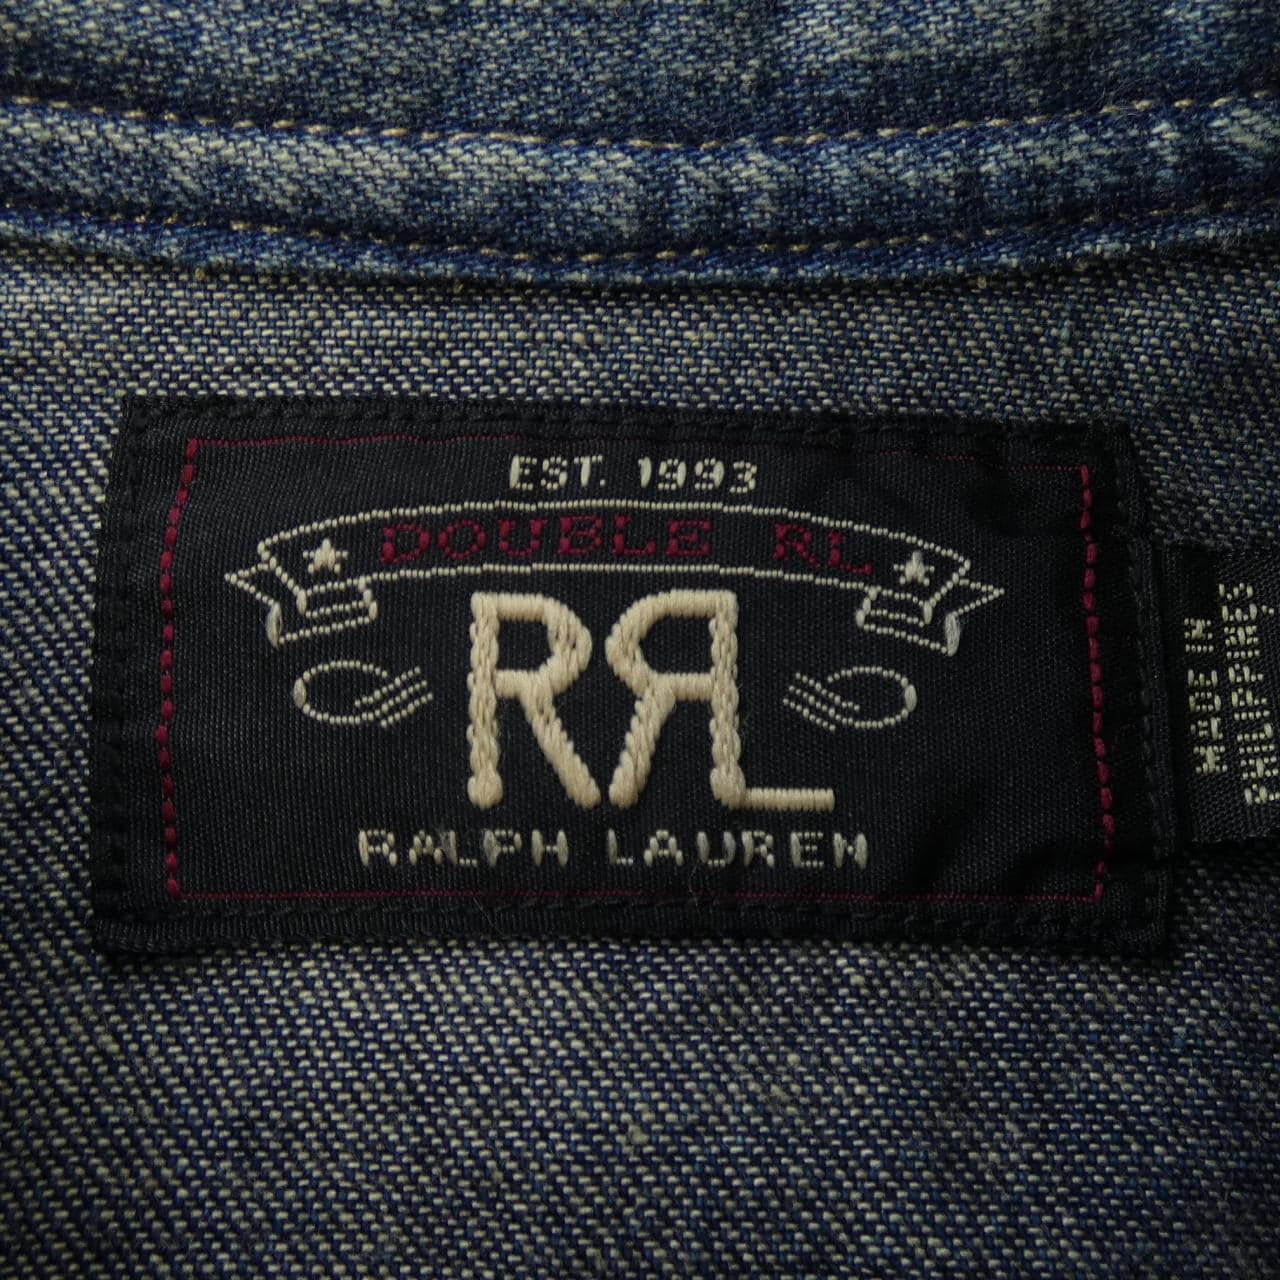 EST. 1993
DOUBLE RL
RRL
RALPH LAUREN
MADE IN
PHILIPPINES